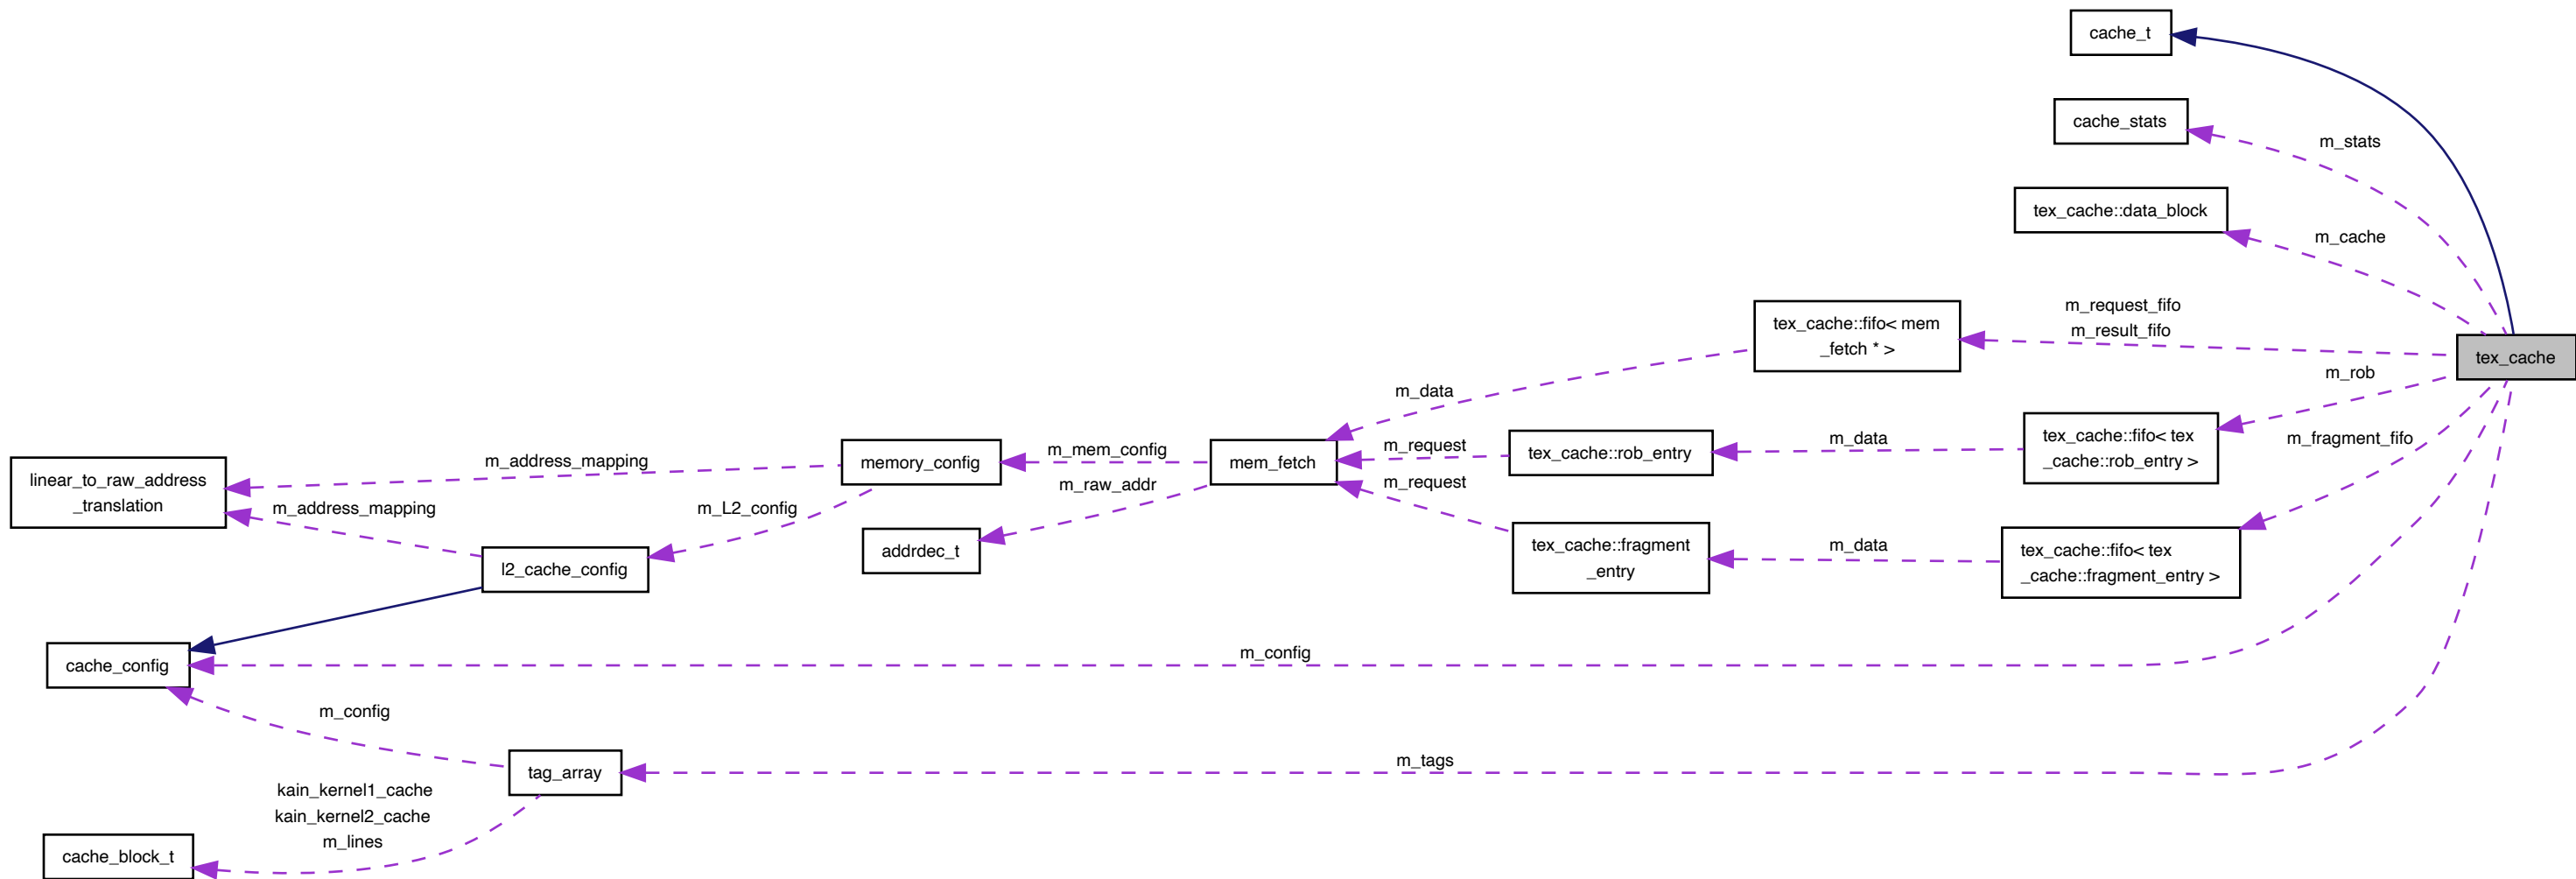 cache_t
cache_stats
m_stats
tex_cache::data_block
m_cache
tex_cache::fifo< mem
_fetch * >
m_request_fifo
m_result_fifo
tex_cache
m_rob
m_data
linear_to_raw_address
_translation
m_address_mapping
m_address_mapping
memory_config
m_L2_config
m_mem_config
m_raw_addr
mem_fetch
m_request
m_request
tex_cache::rob_entry
m_data
tex_cache::fifo< tex
_cache::rob_entry >
m_fragment_fifo
l2_cache_config
addrdec_t
tex_cache::fragment
_entry
m_data
tex_cache::fifo< tex
_cache::fragment_entry >
cache_config
m_config
m_config
tag_array
m_tags
kain_kernel1_cache
kain_kernel2_cache
m_lines
cache_block_t